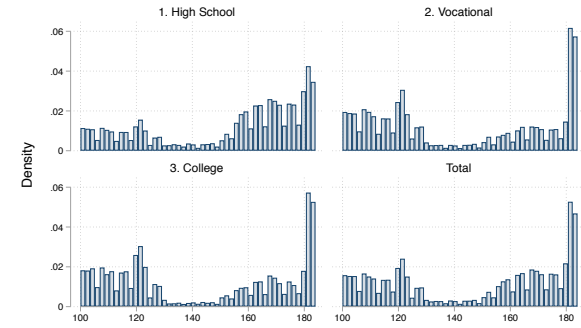 1. High School
2. Vocational
.06
.04
.02
0
Density
3. College
Total
.06
.04
.02
0
100 120 140 160 180
100 120 140 160 180